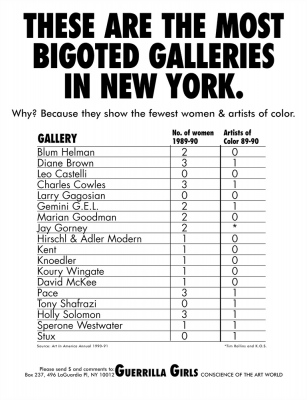 THESE ARE THE MOST
BIGOTED GALLERIES
IN NEW YORK.
Why? Because they show the fewest women & artists of color.
GALLERY No. of women 1989-90 Artists of Color 89-90
Blum Helman 2 0
Diane Brown 3 1
Leo Castelli 0 0
Charles Cowles 3 1
Larry Gagosian 0 0
Gemini G.E.L. 2 1
Marian Goodman 2 0
Jay Gorney 2 *
Hirschl & Adler Modern 1 0
Kent 1 0
Knoedler 1 0
Koury Wingate 1 0
David McKee 1 0
Pace 3 1
Tony Shafrazi 0 1
Holly Solomon 3 1
Sperone Westwater 1 1
Stux 0 1
Source: Art in America Annual 1990-91 *Tim Rollins and K.O.S
Please send $ and comments to:
Box 237, 496 LaGuardia Pl, NY 10012 GUERRILLA GIRLS CONSCIENCE OF THE ART WORLD